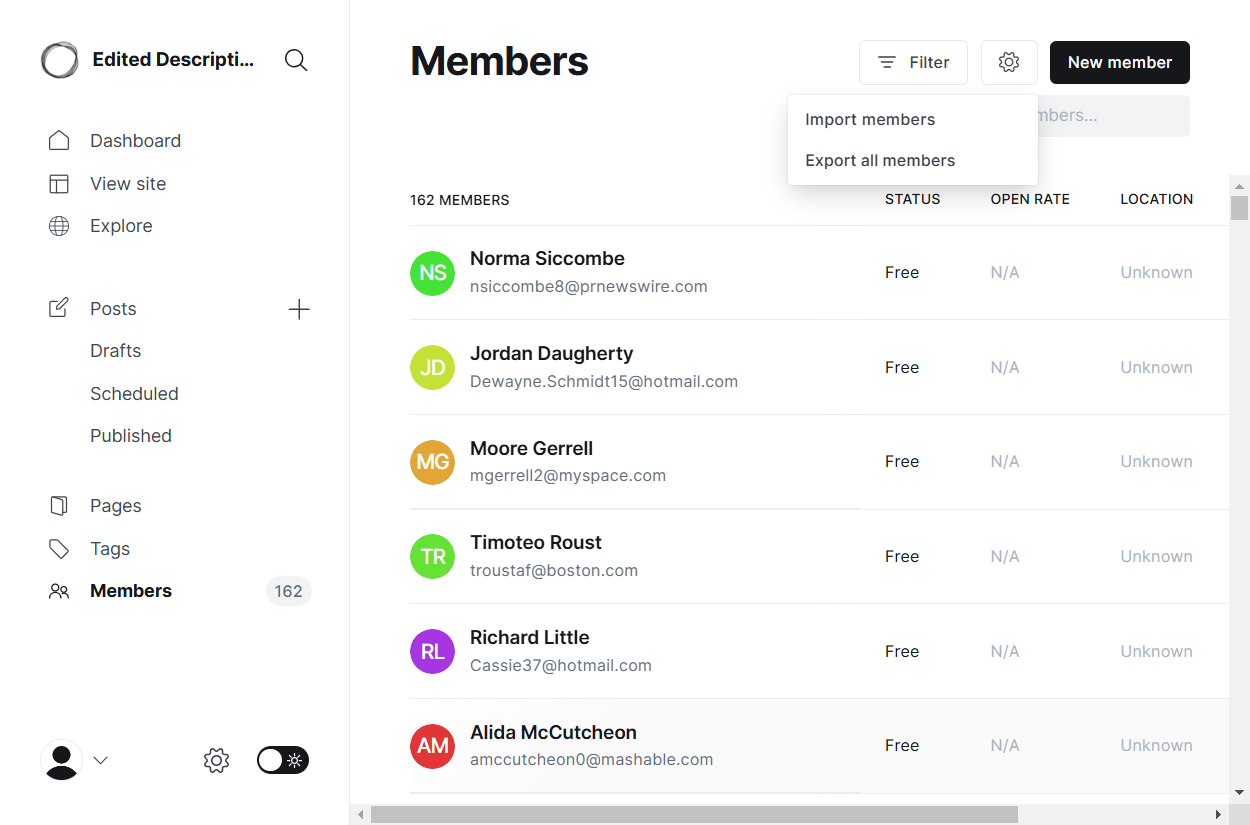 Edited Descripti...
Dashboard
View site
Explore
Posts
Drafts
Scheduled
Published
Pages
Tags
Members
162
Members
Filter
New member
Import members
Export all members
162 MEMBERS
STATUS
OPEN RATE
LOCATION
NS
Norma Siccombe
nsiccombe8@prnewswire.com
Free
N/A
Unknown
JD
Jordan Daugherty
Dewayne.Schmidt15@hotmail.com
Free
N/A
Unknown
MG
Moore Gerrell
mgerrell2@myspace.com
Free
N/A
Unknown
TR
Timoteo Roust
troustaf@boston.com
Free
N/A
Unknown
RL
Richard Little
Cassie37@hotmail.com
Free
N/A
Unknown
AM
Alida McCutcheon
amccutcheon0@mashable.com
Free
N/A
Unknown